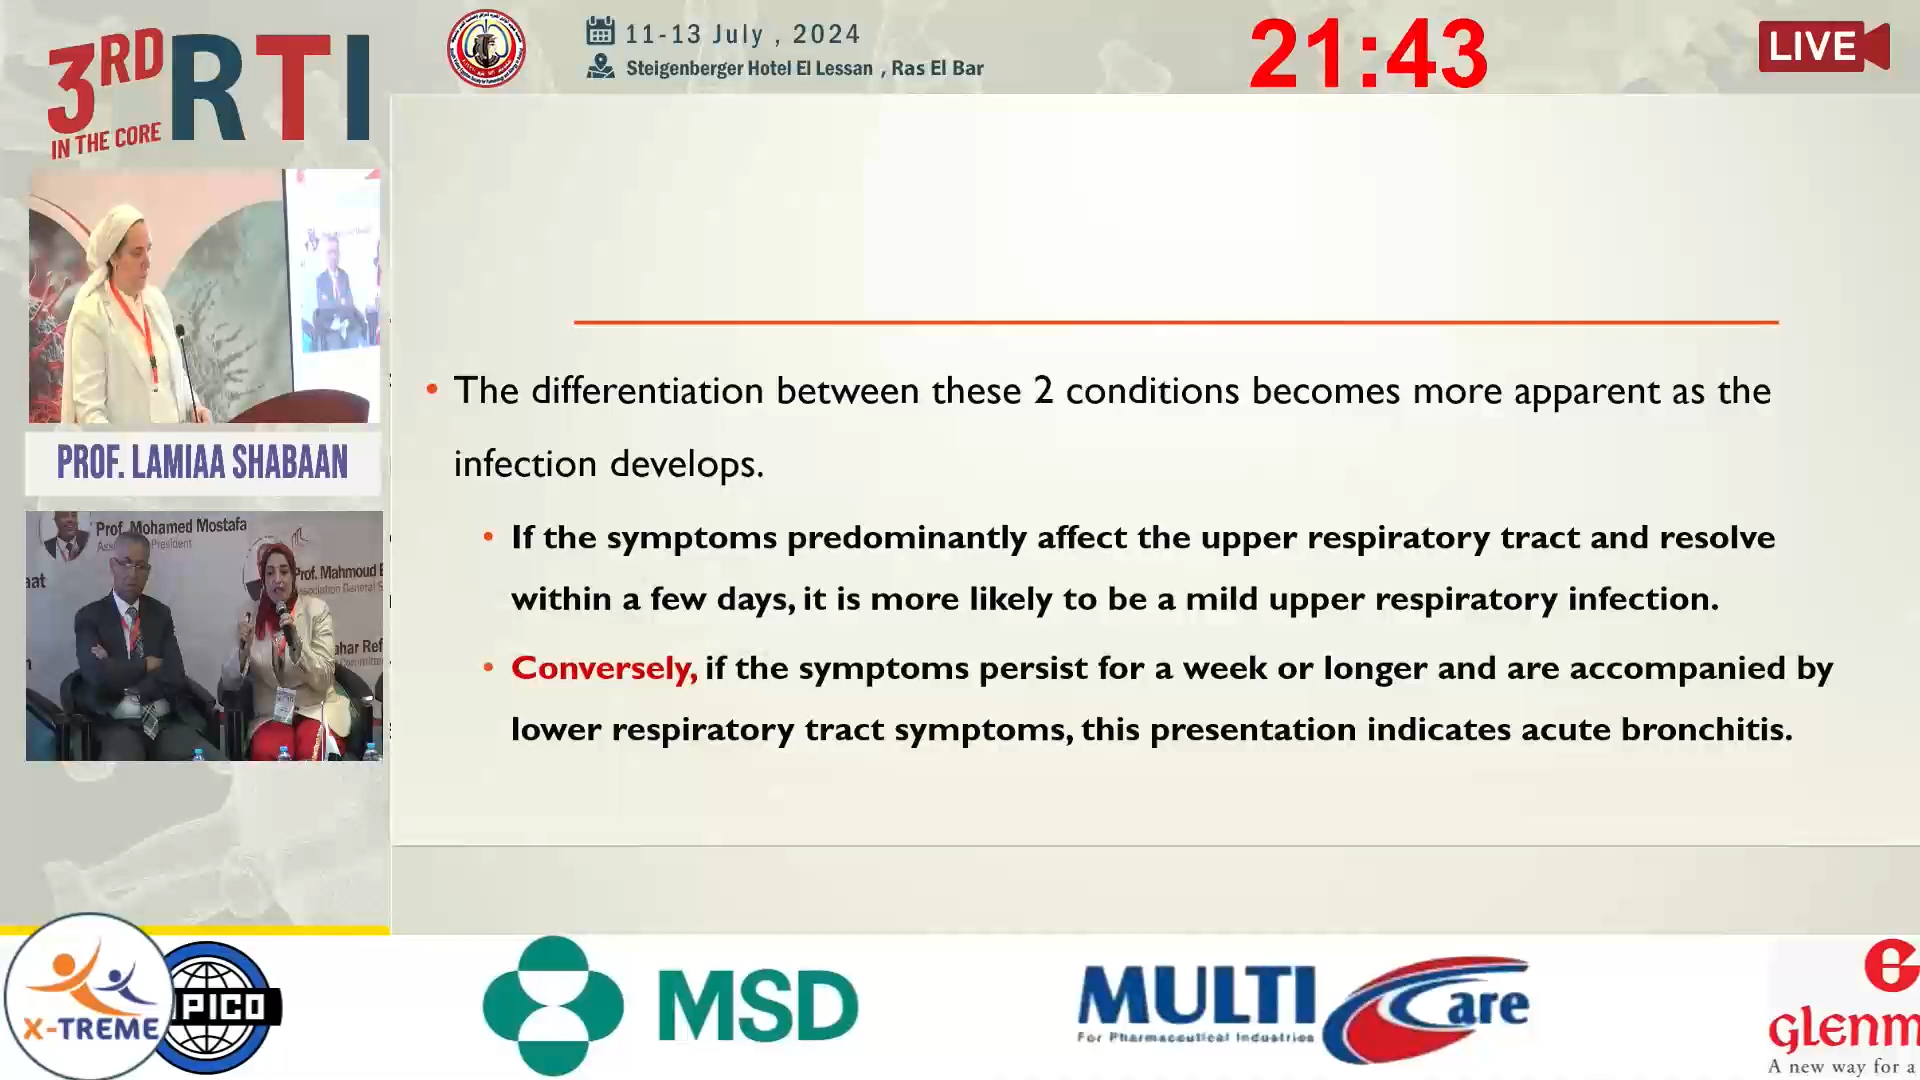 3RD RTI
IN THE CORE
11-13 July , 2024
Steigenberger Hotel El Lessan , Ras El Bar
21:43
LIVE
PROF. LAMIAA SHABAAN
Prof. Mohamed Mostafa
President
Prof. Mahmoud
ssociation General
ahar Ref
• The differentiation between these 2 conditions becomes more apparent as the
infection develops.
• If the symptoms predominantly affect the upper respiratory tract and resolve
within a few days, it is more likely to be a mild upper respiratory infection.
• Conversely, if the symptoms persist for a week or longer and are accompanied by
lower respiratory tract symptoms, this presentation indicates acute bronchitis.
X-TREME
PICO
MSD
MULTI Care
For Pharmaceutical Industries
glenm
A new way for a